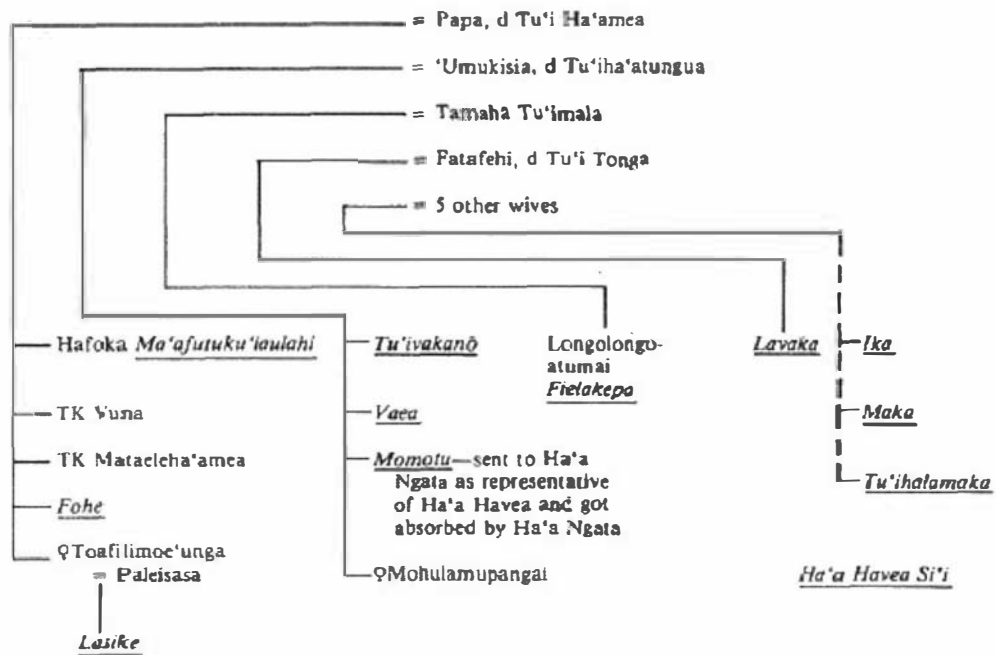 = Papa, d Tu‘i Ha‘amea
= ‘Umukisia, d Tu‘iha‘atungua
= Tamaha Tu‘imala
= Fatafehi, d Tu‘i Tonga
= 5 other wives
Hafoka Ma‘afutuku‘iaulahi
Tu‘ivakanō
Longolongo-
atumai
Fielakepa
Lavaka
Ika
TK Vuna
Vaea
Maka
TK Mataeleha‘amea
Momotu—sent to Ha‘a
Ngata as representative
of Ha‘a Havea and got
absorbed by Ha‘a Ngata
Tu‘ihalamaka
Fohe
♀Toafilimoe‘unga
= Paleisasa
Lasike
♀Mohulamupangai
Ha‘a Havea Si‘i